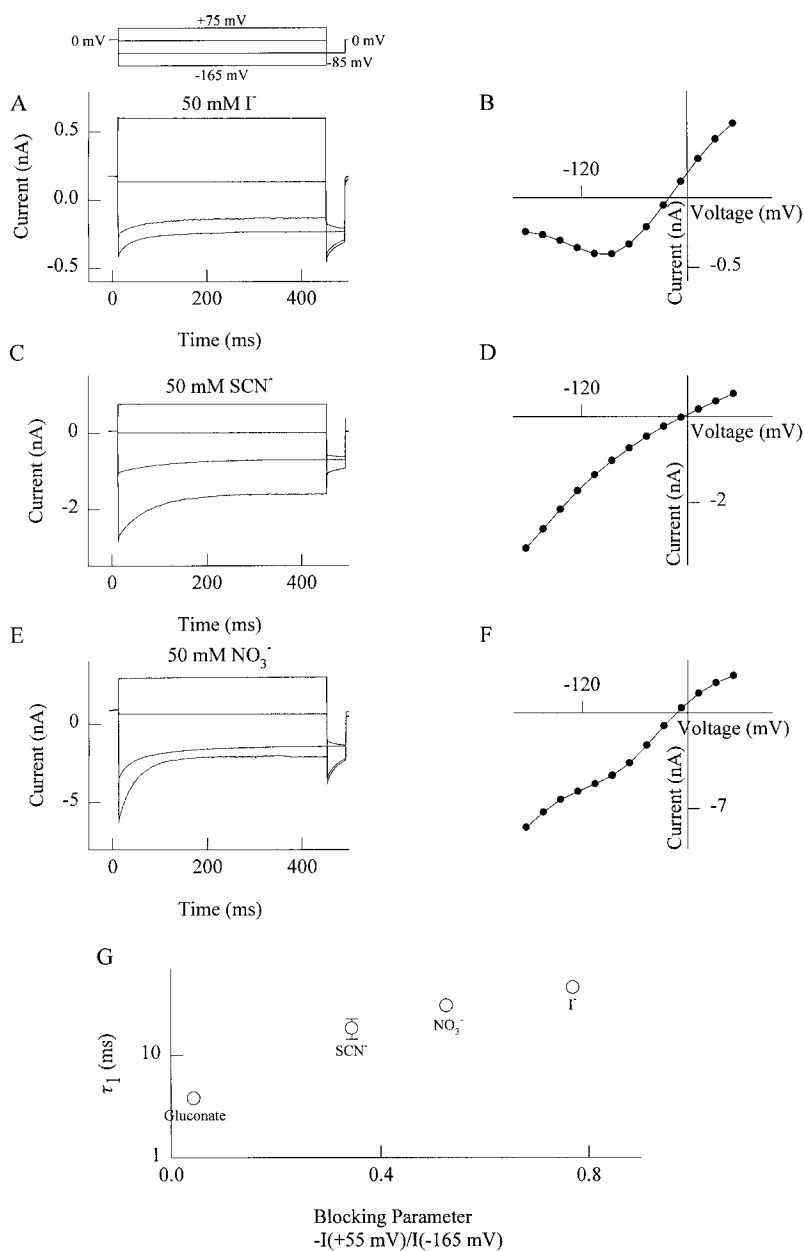 +75 mV
0 mV
0 mV
-85 mV
-165 mV
A
50 mM I⁻
0.5
0.0
-0.5
Current (nA)
0
200
400
Time (ms)
B
-120
Voltage (mV)
Current (nA)
-0.5
C
50 mM SCN⁻
0
-2
Current (nA)
0
200
400
Time (ms)
D
-120
Voltage (mV)
Current (nA)
-2
E
50 mM NO₃⁻
0
-5
Current (nA)
0
200
400
Time (ms)
F
-120
Voltage (mV)
Current (nA)
-7
G
τ₁ (ms)
10
1
Gluconate
SCN⁻
NO₃⁻
I⁻
0.0
0.4
0.8
Blocking Parameter
-I(+55 mV)/I(-165 mV)